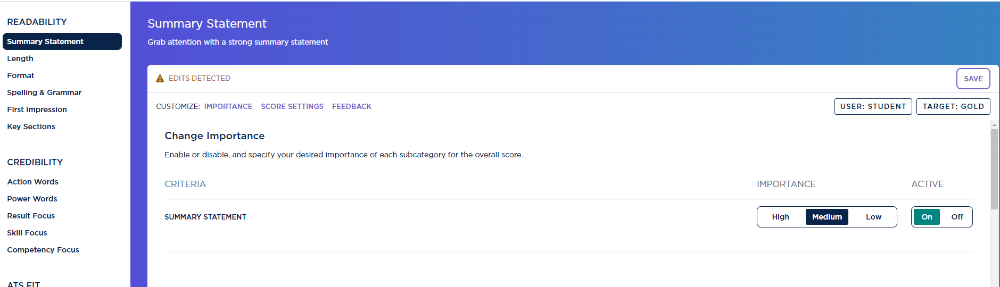 READABILITY
Summary Statement
Length
Format
Spelling & Grammar
First Impression
Key Sections
CREDIBILITY
Action Words
Power Words
Result Focus
Skill Focus
Competency Focus
ATS FIT
Summary Statement
Grab attention with a strong summary statement
EDITS DETECTED
SAVE
CUSTOMIZE: IMPORTANCE SCORE SETTINGS FEEDBACK
USER: STUDENT TARGET: GOLD
Change Importance
Enable or disable, and specify your desired importance of each subcategory for the overall score.
CRITERIA IMPORTANCE ACTIVE
SUMMARY STATEMENT High Medium Low On Off